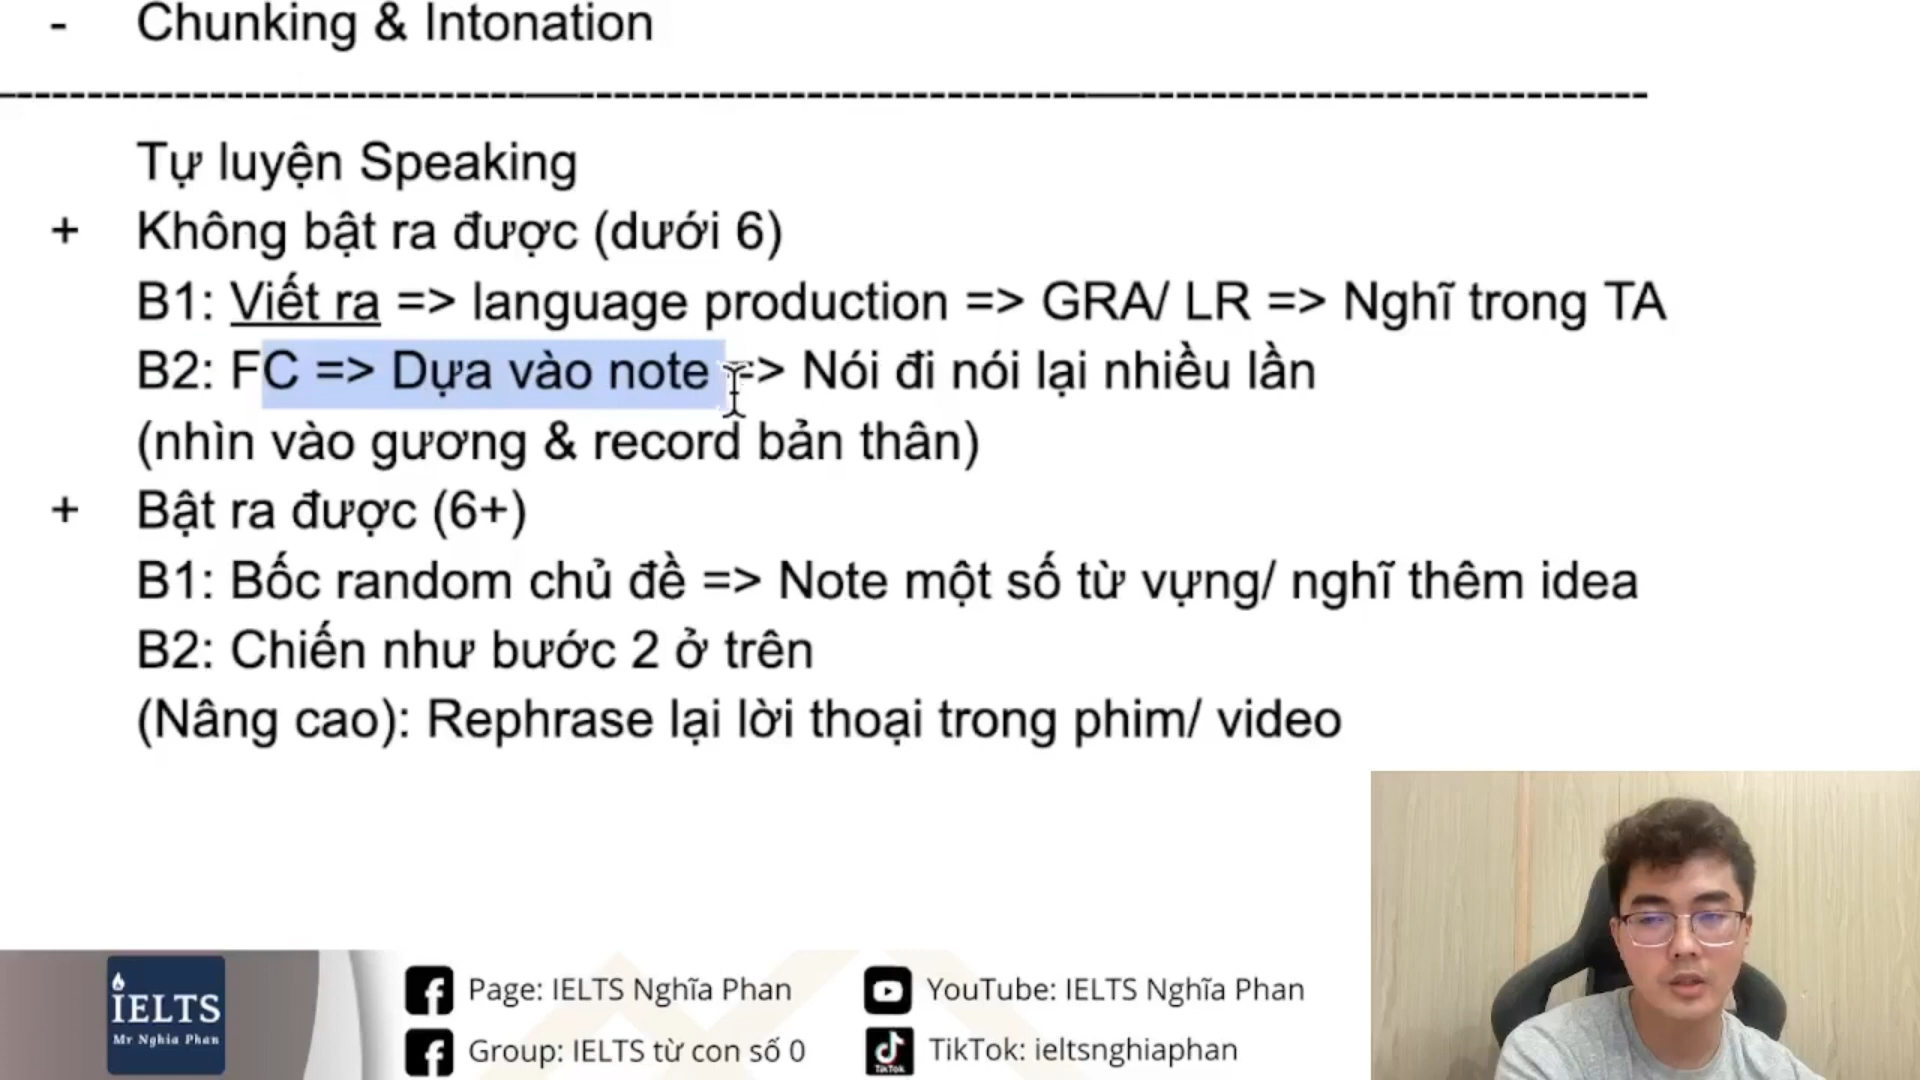 - Chunking & Intonation
Tự luyện Speaking
+ Không bật ra được (dưới 6)
B1: Viết ra => language production => GRA/ LR => Nghĩ trong TA
B2: FC => Dựa vào note => Nói đi nói lại nhiều lần
(nhìn vào gương & record bản thân)
+ Bật ra được (6+)
B1: Bốc random chủ đề => Note một số từ vựng/ nghĩ thêm idea
B2: Chiến như bước 2 ở trên
(Nâng cao): Rephrase lại lời thoại trong phim/ video
IELTS
Mr Nghia Phan
Page: IELTS Nghĩa Phan
YouTube: IELTS Nghĩa Phan
Group: IELTS từ con số 0
TikTok
TikTok: ieltsnghiaphan